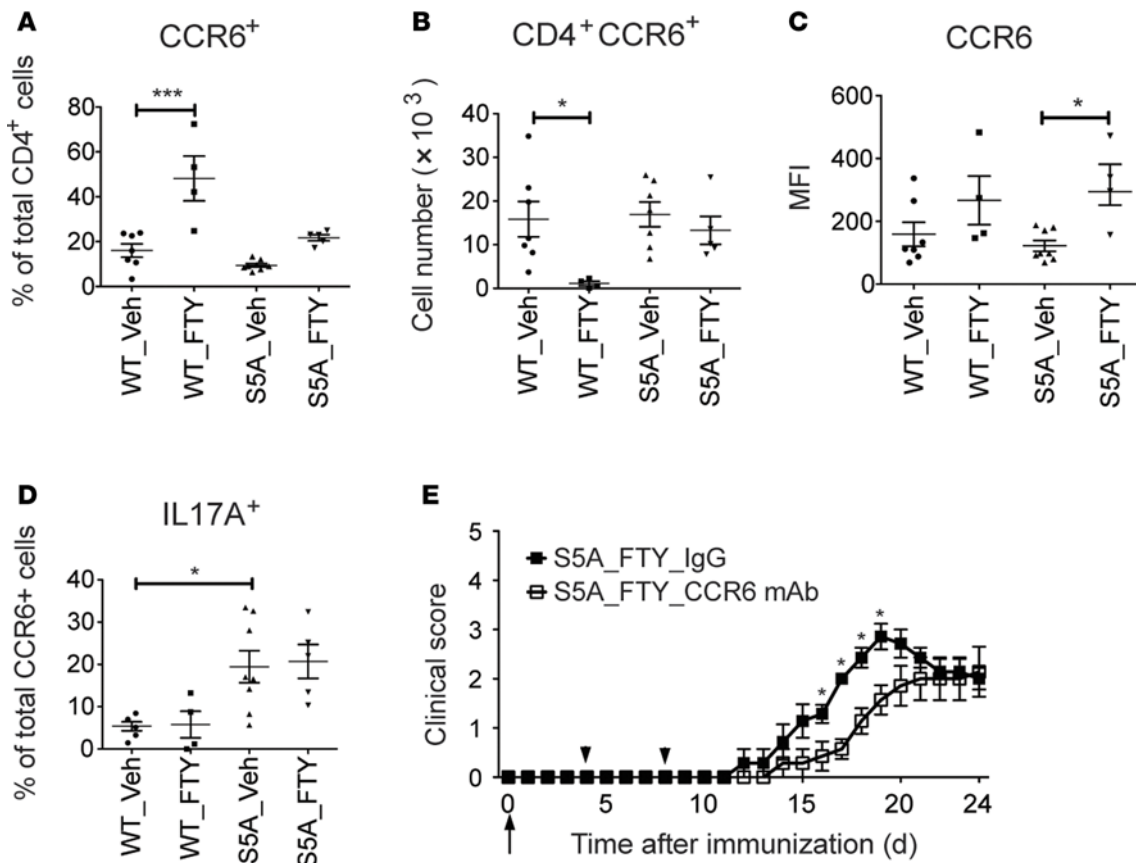 A
CCR6+
% of total CD4+ cells
80
60
40
20
0
***
WT_Veh
WT_FTY
S5A_Veh
S5A_FTY
B
CD4+ CCR6+
Cell number (× 10³)
40
30
20
10
0
*
WT_Veh
WT_FTY
S5A_Veh
S5A_FTY
C
CCR6
MFI
600
400
200
0
*
WT_Veh
WT_FTY
S5A_Veh
S5A_FTY
D
IL17A+
% of total CCR6+ cells
40
30
20
10
0
*
WT_Veh
WT_FTY
S5A_Veh
S5A_FTY
E
Clinical score
5
4
3
2
1
0
S5A_FTY_IgG
S5A_FTY_CCR6 mAb
* * * *
0 5 10 15 20 24
Time after immunization (d)